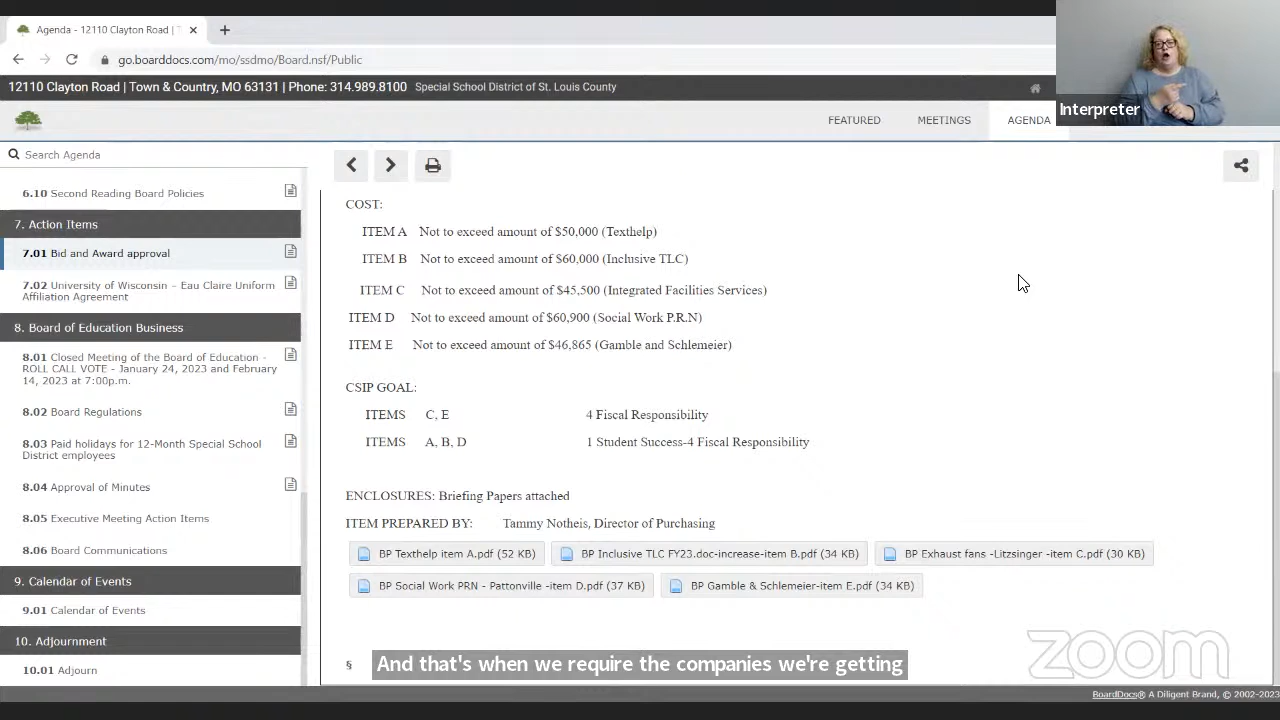 Agenda - 12110 Clayton Road |
go.boarddocs.com/mo/ssdmo/Board.nsf/Public
12110 Clayton Road | Town & Country, MO 63131 | Phone: 314.989.8100 Special School District of St. Louis County
Interpreter
FEATURED MEETINGS AGENDA
Search Agenda
6.10 Second Reading Board Policies
7. Action Items
7.01 Bid and Award approval
7.02 University of Wisconsin – Eau Claire Uniform
Affiliation Agreement
8. Board of Education Business
8.01 Closed Meeting of the Board of Education -
ROLL CALL VOTE - January 24, 2023 and February
14, 2023 at 7:00p.m.
8.02 Board Regulations
8.03 Paid holidays for 12-Month Special School
District employees
8.04 Approval of Minutes
8.05 Executive Meeting Action Items
8.06 Board Communications
9. Calendar of Events
9.01 Calendar of Events
10. Adjournment
10.01 Adjourn
COST:
ITEM A Not to exceed amount of $50,000 (Texthelp)
ITEM B Not to exceed amount of $60,000 (Inclusive TLC)
ITEM C Not to exceed amount of $45,500 (Integrated Facilities Services)
ITEM D Not to exceed amount of $60,900 (Social Work P.R.N)
ITEM E Not to exceed amount of $46,865 (Gamble and Schlemeier)
CSIP GOAL:
ITEMS C, E 4 Fiscal Responsibility
ITEMS A, B, D 1 Student Success-4 Fiscal Responsibility
ENCLOSURES: Briefing Papers attached
ITEM PREPARED BY: Tammy Notheis, Director of Purchasing
BP Texthelp item A.pdf (52 KB) BP Inclusive TLC FY23.doc-increase-item B.pdf (34 KB) BP Exhaust fans -Litzsinger -item C.pdf (30 KB)
BP Social Work PRN - Pattonville -item D.pdf (37 KB) BP Gamble & Schlemeier-item E.pdf (34 KB)
§
And that's when we require the companies we're getting
zoom
BoardDocs® A Diligent Brand, © 2002-2023